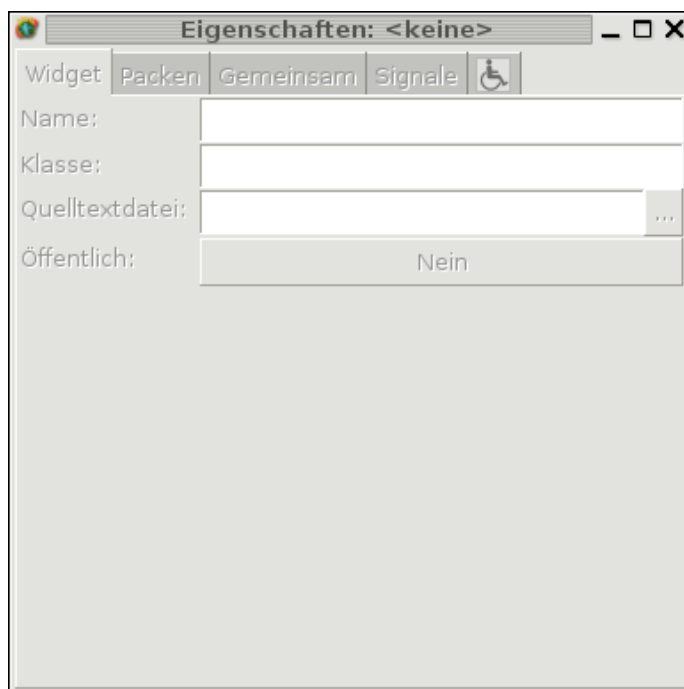 Eigenschaften: <keine>
Widget Packen Gemeinsam Signale
Name:
Klasse:
Quelltextdatei: ...
Öffentlich: Nein